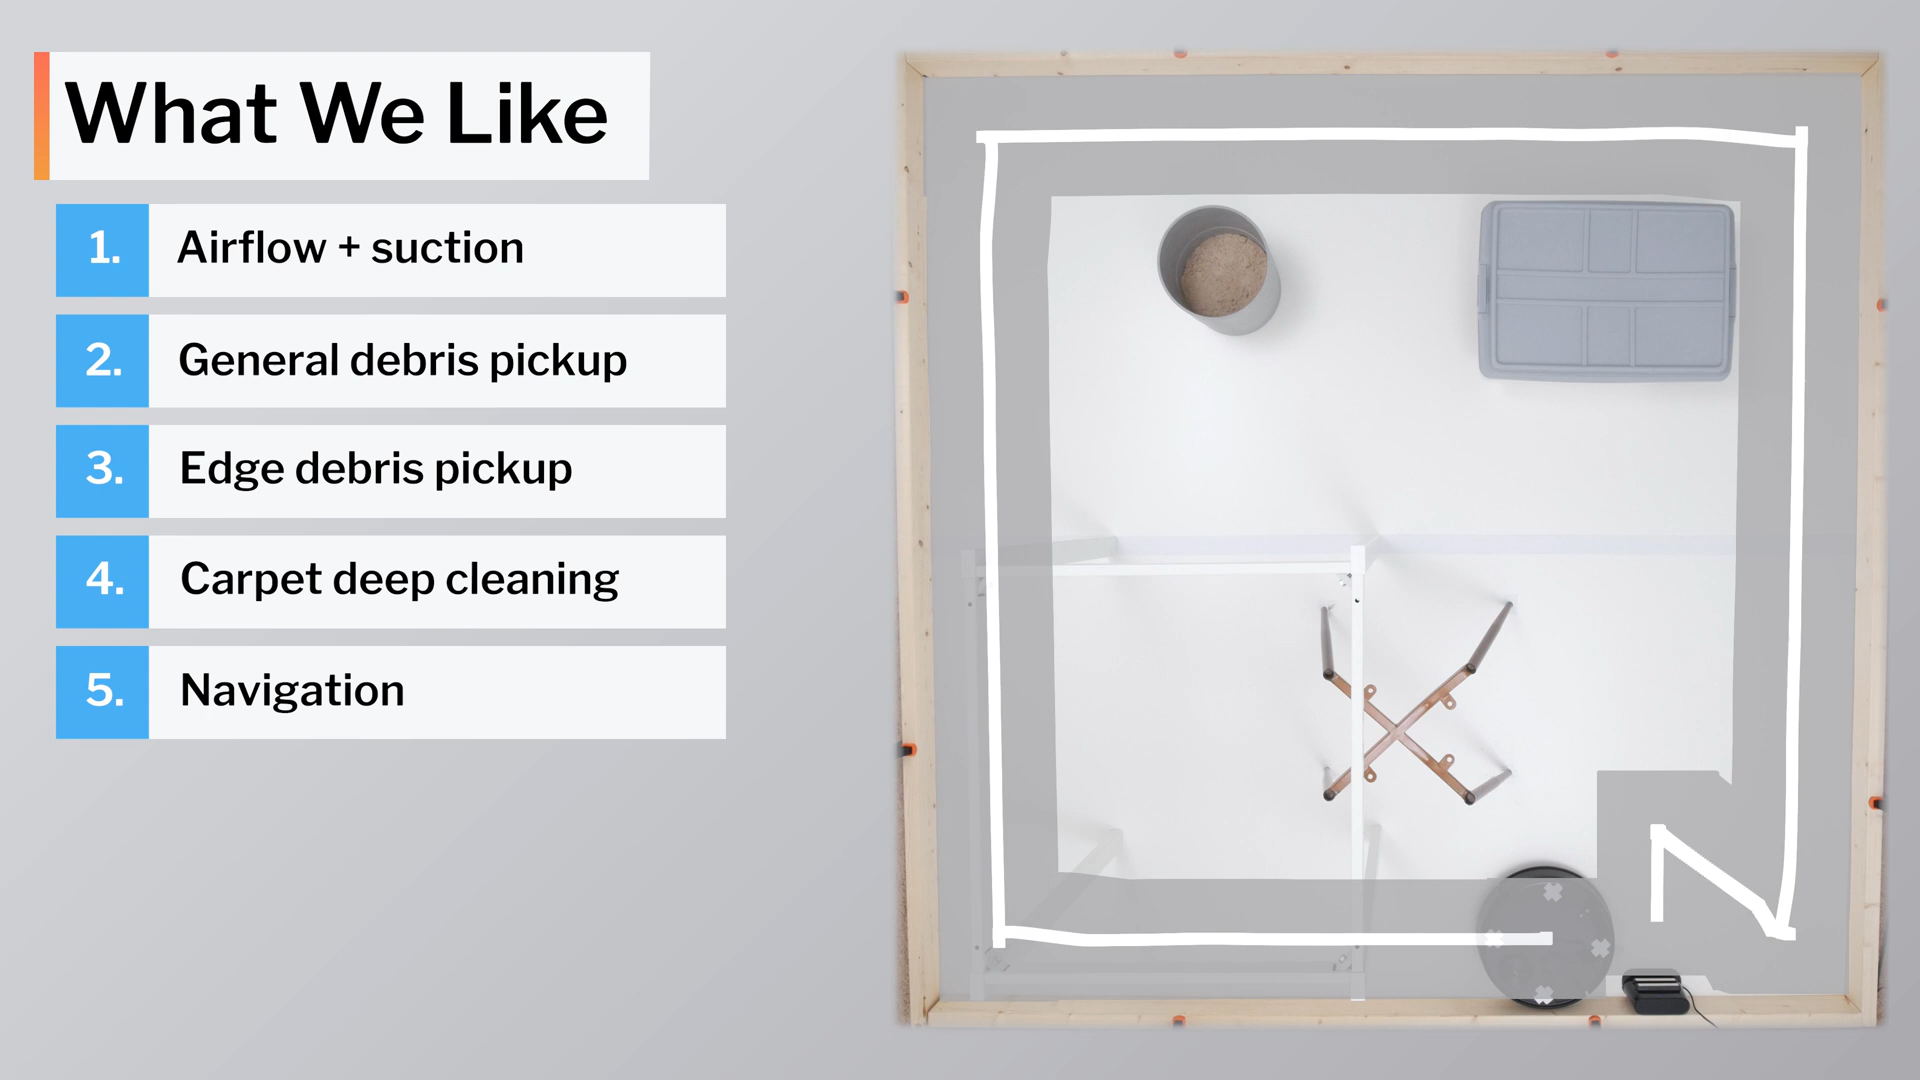 What We Like
1. Airflow + suction
2. General debris pickup
3. Edge debris pickup
4. Carpet deep cleaning
5. Navigation